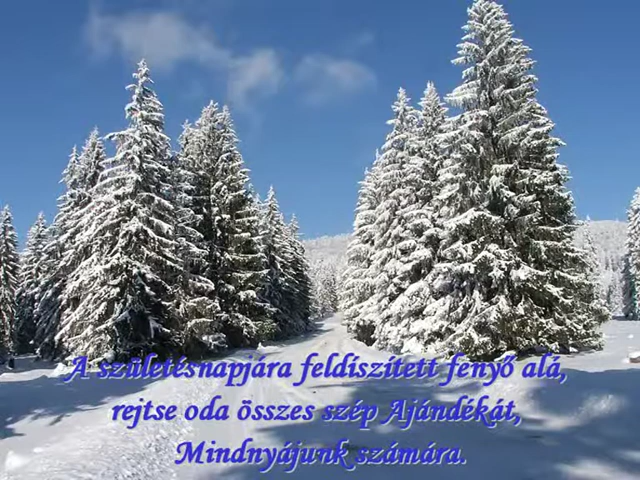 A születésnapjára feldíszített fenyő alá,
rejtse oda összes szép Ajándékát,
Mindnyájunk számára.